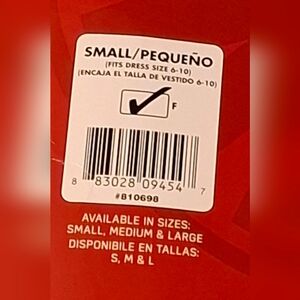 SMALL/PEQUEÑO
(FITS DRESS SIZE 6-10)
(ENCAJA EL TALLA DE VESTIDO 6-10)
F
8 83028 09454 7
#810698
AVAILABLE IN SIZES:
SMALL, MEDIUM & LARGE
DISPONIBLE EN TALLAS:
S, M & L